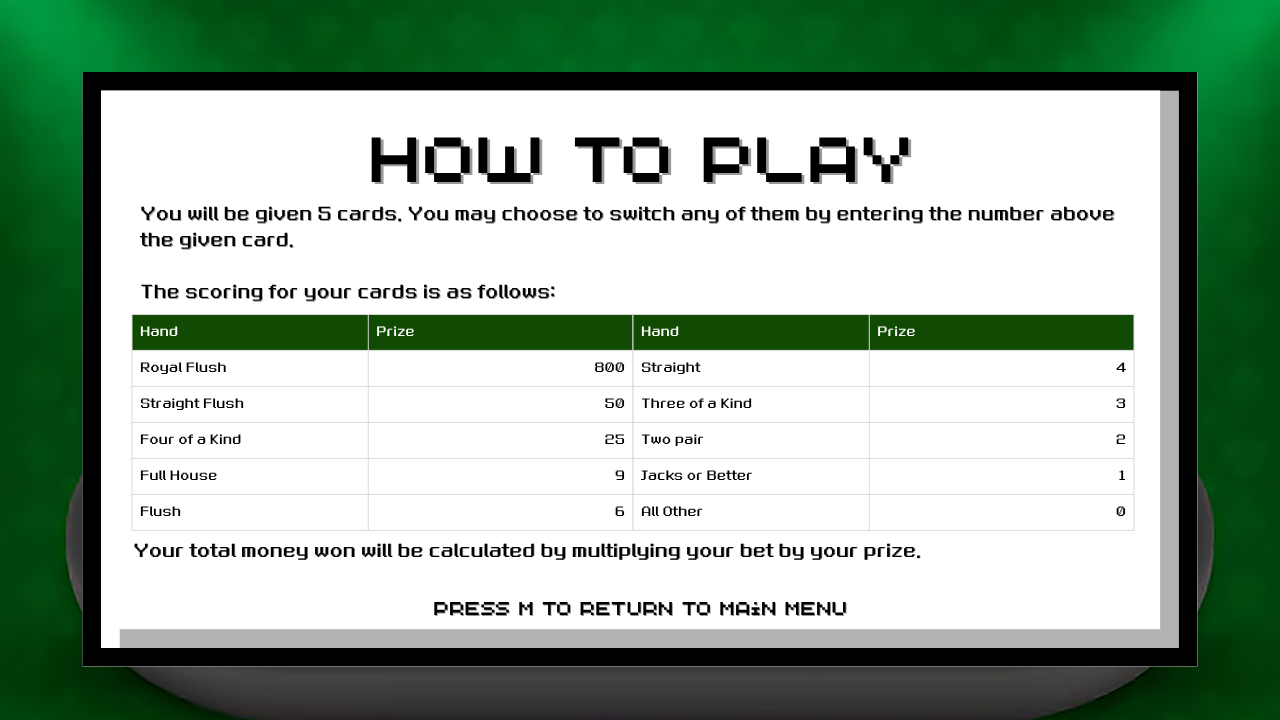 HOW TO PLAY
You will be given 5 cards. You may choose to switch any of them by entering the number above
the given card.
The scoring for your cards is as follows:
Hand Prize Hand Prize
Royal Flush 800 Straight 4
Straight Flush 50 Three of a Kind 3
Four of a Kind 25 Two pair 2
Full House 9 Jacks or Better 1
Flush 6 All Other 0
Your total money won will be calculated by multiplying your bet by your prize.
PRESS M TO RETURN TO MAiN MENU